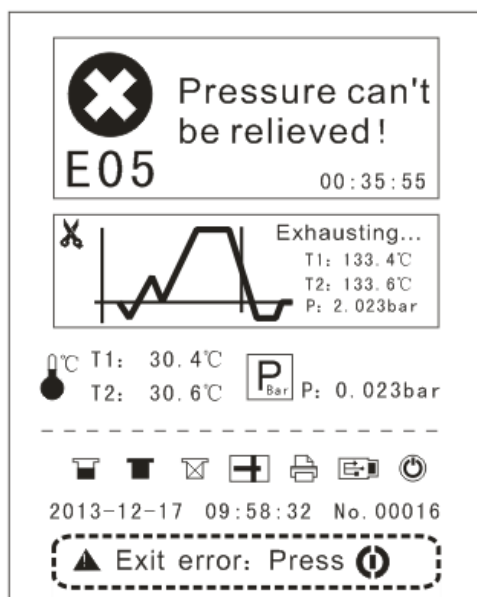 Pressure can't
be relieved!
E05
00:35:55
Exhausting...
T1: 133.4℃
T2: 133.6℃
P: 2.023bar
℃ T1: 30.4℃
T2: 30.6℃
P Bar P: 0.023bar
2013-12-17 09:58:32 No.00016
Exit error: Press